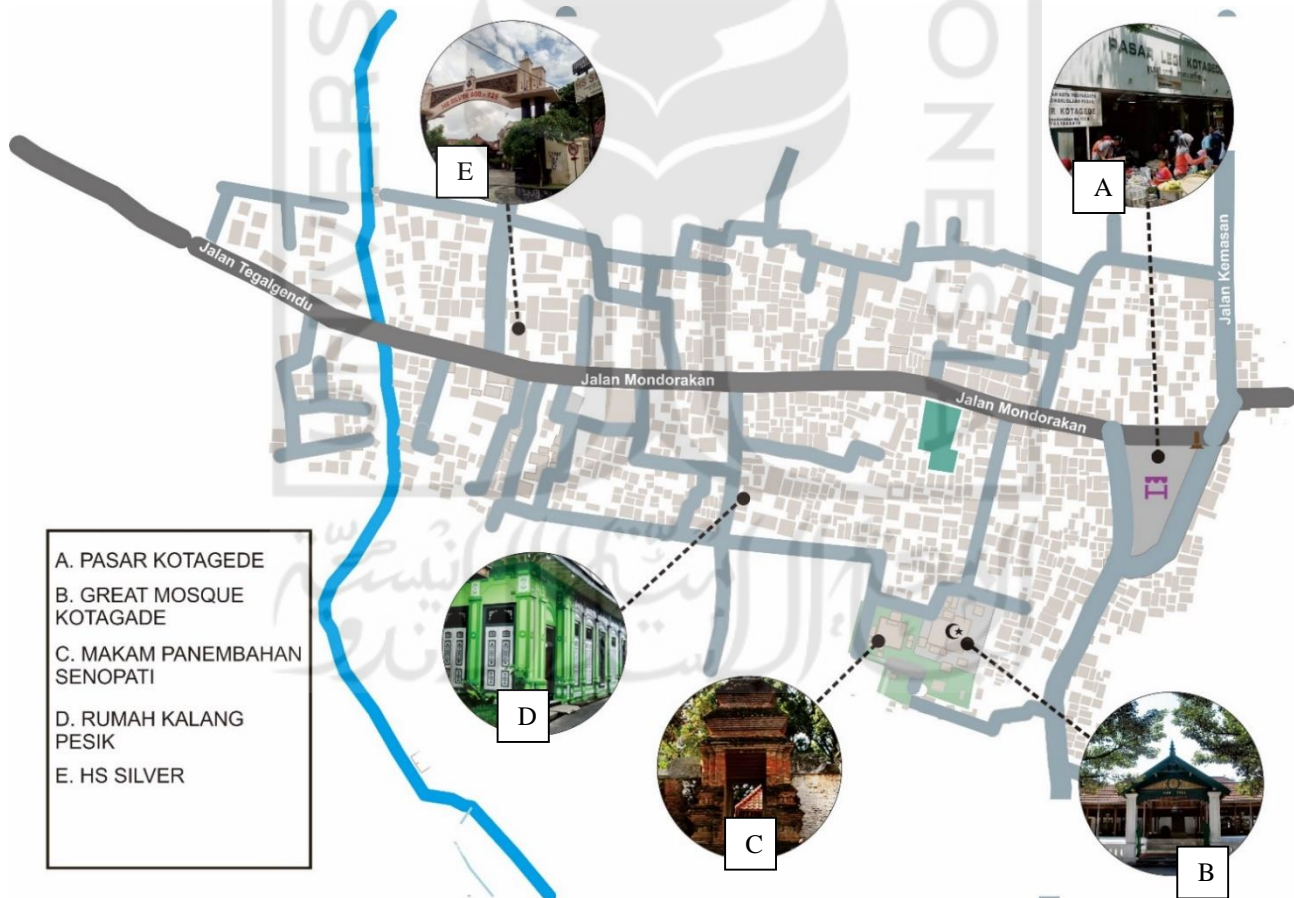 E
PASAR LEGI KOTAGEDE
A
Jalan Tegalgendu
Jalan Mondorakan
Jalan Mondorakan
Jalan Kemasan
A. PASAR KOTAGEDE
B. GREAT MOSQUE
KOTAGADE
C. MAKAM PANEMBAHAN
SENOPATI
D. RUMAH KALANG
PESIK
E. HS SILVER
D
C
B